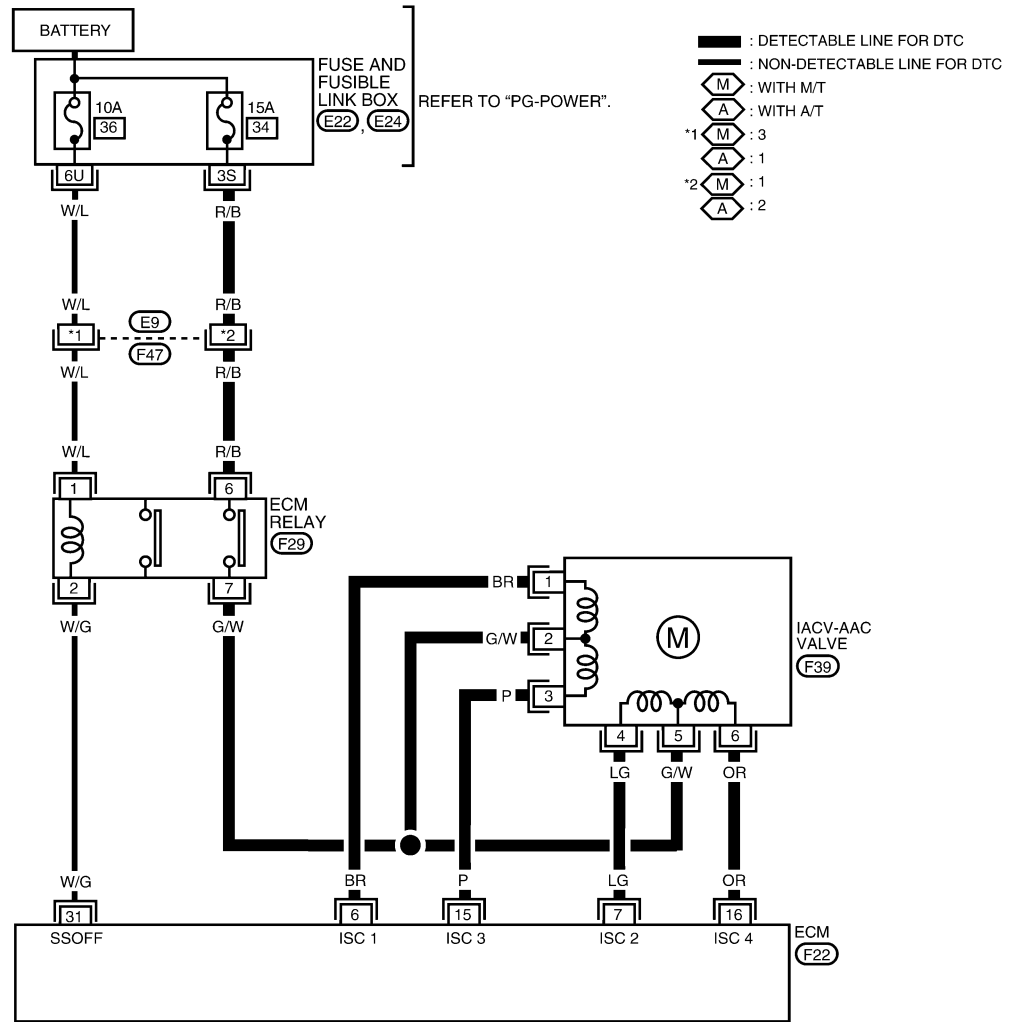 BATTERY
FUSE AND
FUSIBLE
LINK BOX
E22 , E24
REFER TO "PG-POWER".
10A
36
15A
34
: DETECTABLE LINE FOR DTC
: NON-DETECTABLE LINE FOR DTC
M : WITH M/T
A : WITH A/T
*1 M : 3
A : 1
*2 M : 1
A : 2
6U 3S
W/L R/B
W/L R/B
*1 E9 *2
F47
W/L R/B
W/L R/B
1 6
ECM
RELAY
F29
2 7
W/G G/W
BR 1
G/W 2
P 3
M
IACV-AAC
VALVE
F39
4 5 6
LG G/W OR
W/G BR P LG OR
31 6 15 7 16
SSOFF ISC 1 ISC 3 ISC 2 ISC 4
ECM
F22